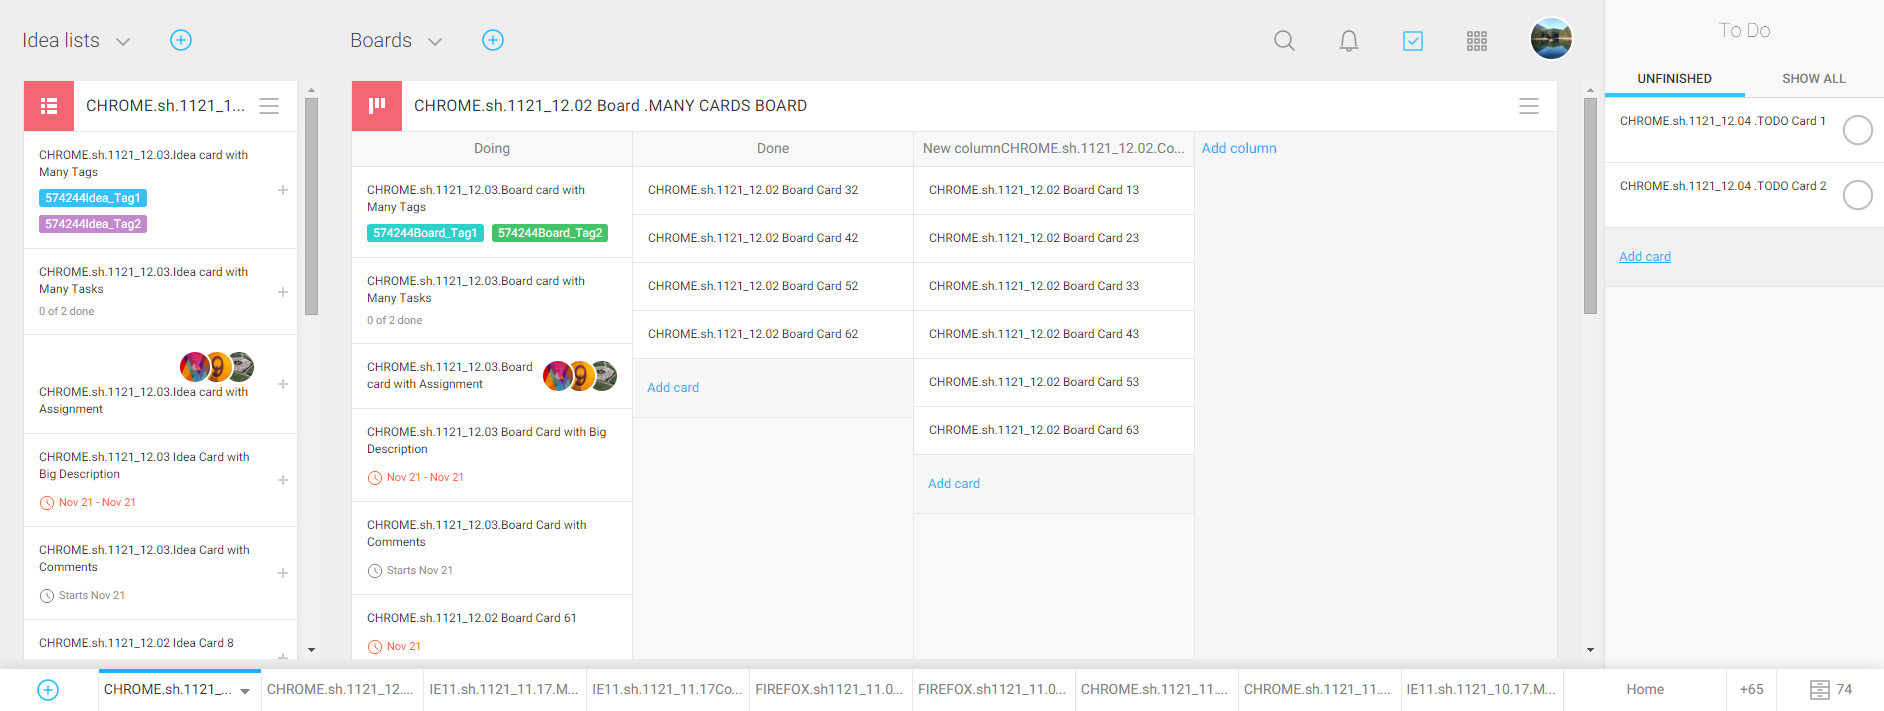 Idea lists
Boards
To Do
UNFINISHED
SHOW ALL
CHROME.sh.1121_1...
CHROME.sh.1121_12.03.Idea card with
Many Tags
574244Idea_Tag1
574244Idea_Tag2
CHROME.sh.1121_12.03.Idea card with
Many Tasks
0 of 2 done
CHROME.sh.1121_12.03.Idea card with
Assignment
CHROME.sh.1121_12.03 Idea Card with
Big Description
Nov 21 - Nov 21
CHROME.sh.1121_12.03.Idea Card with
Comments
Starts Nov 21
CHROME.sh.1121_12.02 Idea Card 8
CHROME.sh.1121_12.02 Board .MANY CARDS BOARD
Doing
CHROME.sh.1121_12.03.Board card with
Many Tags
574244Board_Tag1 574244Board_Tag2
CHROME.sh.1121_12.03.Board card with
Many Tasks
0 of 2 done
CHROME.sh.1121_12.03.Board
card with Assignment
CHROME.sh.1121_12.03 Board Card with Big
Description
Nov 21 - Nov 21
CHROME.sh.1121_12.03.Board Card with
Comments
Starts Nov 21
CHROME.sh.1121_12.02 Board Card 61
Nov 21
Done
CHROME.sh.1121_12.02 Board Card 32
CHROME.sh.1121_12.02 Board Card 42
CHROME.sh.1121_12.02 Board Card 52
CHROME.sh.1121_12.02 Board Card 62
Add card
New columnCHROME.sh.1121_12.02.Co...
CHROME.sh.1121_12.02 Board Card 13
CHROME.sh.1121_12.02 Board Card 23
CHROME.sh.1121_12.02 Board Card 33
CHROME.sh.1121_12.02 Board Card 43
CHROME.sh.1121_12.02 Board Card 53
CHROME.sh.1121_12.02 Board Card 63
Add card
Add column
CHROME.sh.1121_12.04 .TODO Card 1
CHROME.sh.1121_12.04 .TODO Card 2
Add card
CHROME.sh.1121_...
CHROME.sh.1121_12....
IE11.sh.1121_11.17.M...
IE11.sh.1121_11.17Co...
FIREFOX.sh1121_11.0...
FIREFOX.sh1121_11.0...
CHROME.sh.1121_11....
CHROME.sh.1121_11....
IE11.sh.1121_10.17.M...
Home
+65
74